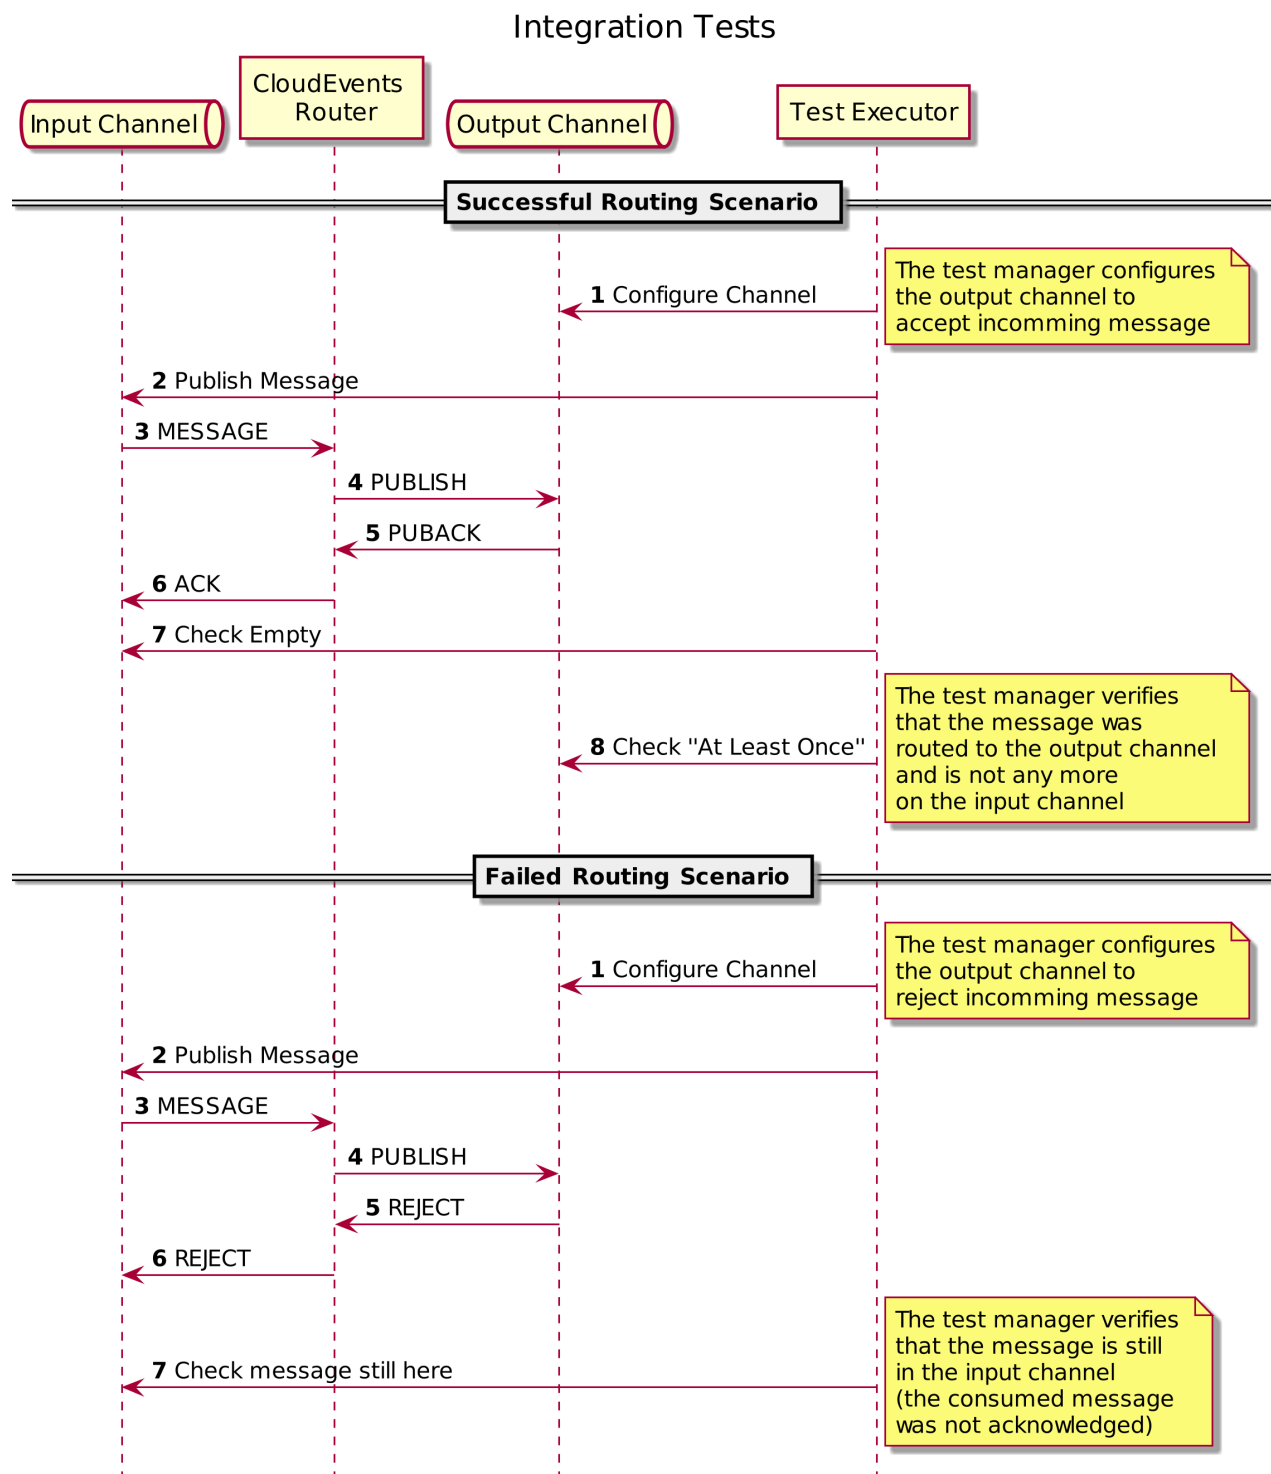 Integration Tests
Input Channel
CloudEvents
Router
Output Channel
Test Executor
Successful Routing Scenario
The test manager configures
the output channel to
accept incomming message
1 Configure Channel
2 Publish Message
3 MESSAGE
4 PUBLISH
5 PUBACK
6 ACK
7 Check Empty
The test manager verifies
that the message was
routed to the output channel
and is not any more
on the input channel
8 Check "At Least Once"
Failed Routing Scenario
The test manager configures
the output channel to
reject incomming message
1 Configure Channel
2 Publish Message
3 MESSAGE
4 PUBLISH
5 REJECT
6 REJECT
The test manager verifies
that the message is still
in the input channel
(the consumed message
was not acknowledged)
7 Check message still here